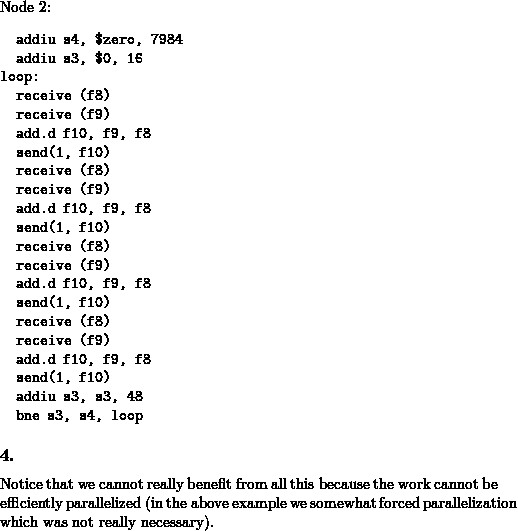 Node 2:
addiu s4, $zero, 7984
addiu s3, $0, 16
loop:
receive (f8)
receive (f9)
add.d f10, f9, f8
send(1, f10)
receive (f8)
receive (f9)
add.d f10, f9, f8
send(1, f10)
receive (f8)
receive (f9)
add.d f10, f9, f8
send(1, f10)
receive (f8)
receive (f9)
add.d f10, f9, f8
send(1, f10)
addiu s3, s3, 48
bne s3, s4, loop
4.
Notice that we cannot really benefit from all this because the work cannot be
efficiently parallelized (in the above example we somewhat forced parallelization
which was not really necessary).